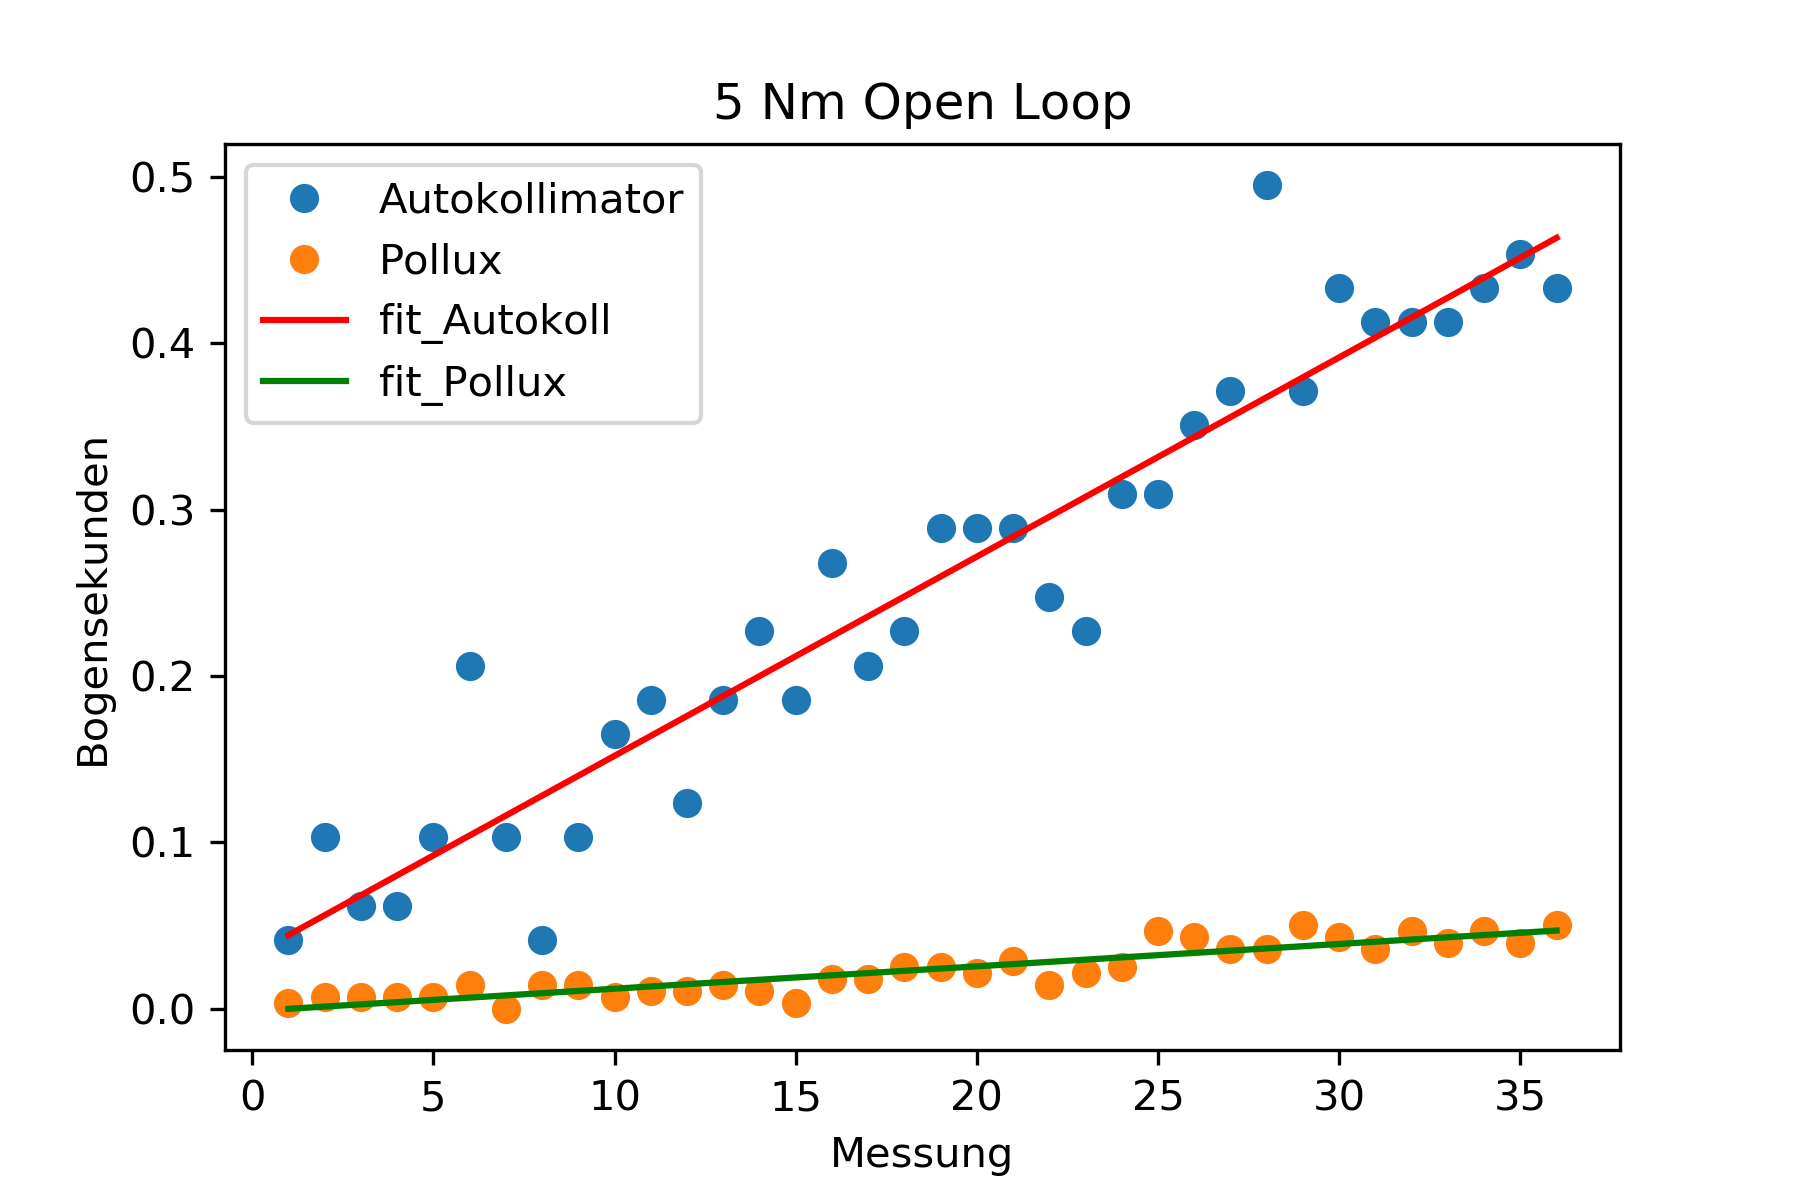 5 Nm Open Loop
Autokollimator
Pollux
fit_Autokoll
fit_Pollux
0.5
0.4
0.3
0.2
0.1
0.0
Bogensekunden
0 5 10 15 20 25 30 35
Messung